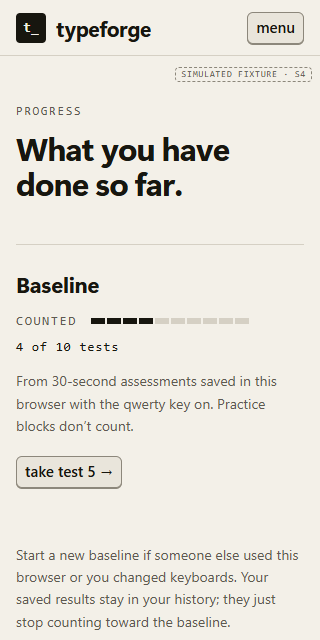 t_ typeforge menu
SIMULATED FIXTURE · S4
PROGRESS
What you have
done so far.
Baseline
COUNTED
4 of 10 tests
From 30-second assessments saved in this
browser with the qwerty key on. Practice
blocks don't count.
take test 5 →
Start a new baseline if someone else used this
browser or you changed keyboards. Your
saved results stay in your history; they just
stop counting toward the baseline.